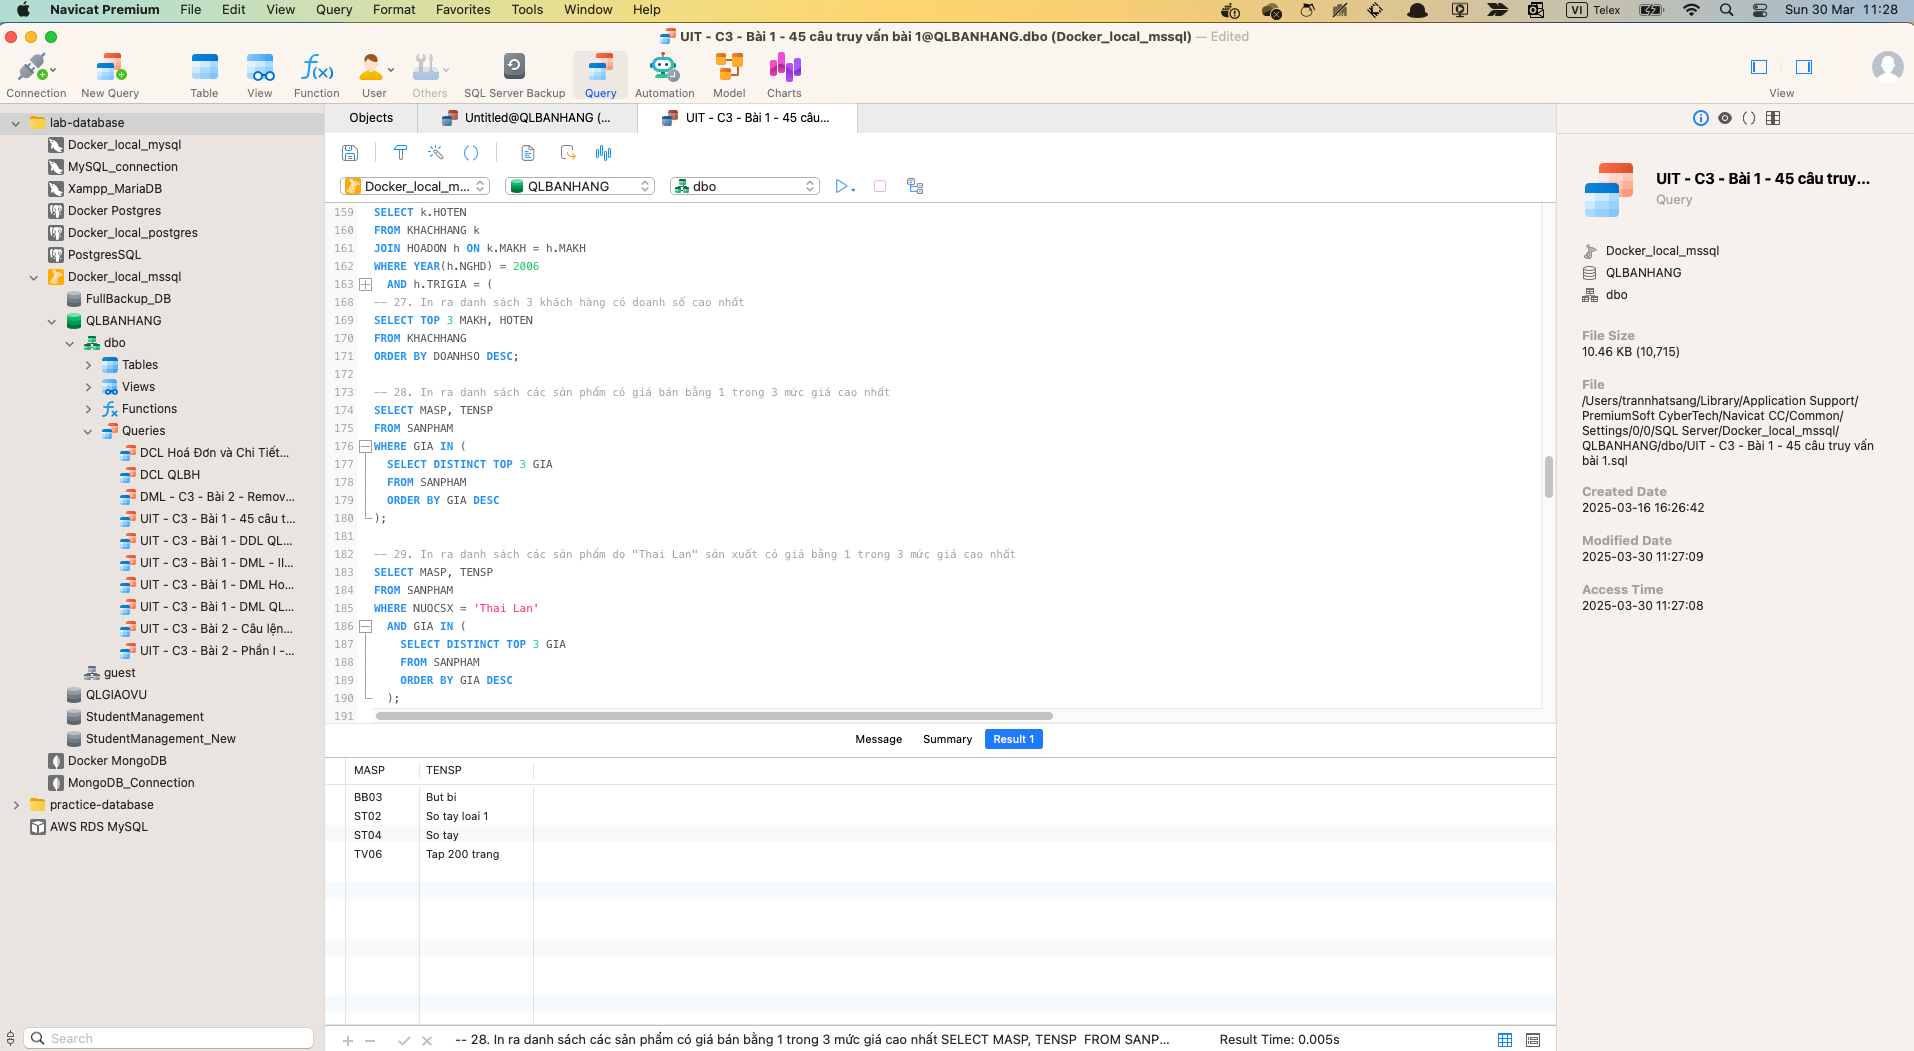 Navicat Premium File Edit View Query Format Favorites Tools Window Help VI Telex Sun 30 Mar 11:28
UIT - C3 - Bài 1 - 45 câu truy vấn bài 1@QLBANHANG.dbo (Docker_local_mssql) — Edited
Connection New Query Table View Function User Others SQL Server Backup Query Automation Model Charts View
lab-database
Docker_local_mysql
MySQL_connection
Xampp_MariaDB
Docker Postgres
Docker_local_postgres
PostgresSQL
Docker_local_mssql
FullBackup_DB
QLBANHANG
dbo
Tables
Views
Functions
Queries
DCL Hoá Đơn và Chi Tiết...
DCL QLBH
DML - C3 - Bài 2 - Remov...
UIT - C3 - Bài 1 - 45 câu t...
UIT - C3 - Bài 1 - DDL QL...
UIT - C3 - Bài 1 - DML - II...
UIT - C3 - Bài 1 - DML Ho...
UIT - C3 - Bài 1 - DML QL...
UIT - C3 - Bài 2 - Câu lện...
UIT - C3 - Bài 2 - Phần I -...
guest
QLGIAOVU
StudentManagement
StudentManagement_New
Docker MongoDB
MongoDB_Connection
practice-database
AWS RDS MySQL
Search
Objects Untitled@QLBANHANG (... UIT - C3 - Bài 1 - 45 câu...
Docker_local_m... QLBANHANG dbo
159 SELECT k.HOTEN
160 FROM KHACHHANG k
161 JOIN HOADON h ON k.MAKH = h.MAKH
162 WHERE YEAR(h.NGHD) = 2006
163 AND h.TRIGIA = (
168 -- 27. In ra danh sách 3 khách hàng có doanh số cao nhất
169 SELECT TOP 3 MAKH, HOTEN
170 FROM KHACHHANG
171 ORDER BY DOANHSO DESC;
172
173 -- 28. In ra danh sách các sản phẩm có giá bán bằng 1 trong 3 mức giá cao nhất
174 SELECT MASP, TENSP
175 FROM SANPHAM
176 WHERE GIA IN (
177 SELECT DISTINCT TOP 3 GIA
178 FROM SANPHAM
179 ORDER BY GIA DESC
180 );
181
182 -- 29. In ra danh sách các sản phẩm do "Thai Lan" sản xuất có giá bằng 1 trong 3 mức giá cao nhất
183 SELECT MASP, TENSP
184 FROM SANPHAM
185 WHERE NUOCSX = 'Thai Lan'
186 AND GIA IN (
187 SELECT DISTINCT TOP 3 GIA
188 FROM SANPHAM
189 ORDER BY GIA DESC
190 );
191
Message Summary Result 1
MASP TENSP
BB03 But bi
ST02 So tay loai 1
ST04 So tay
TV06 Tap 200 trang
-- 28. In ra danh sách các sản phẩm có giá bán bằng 1 trong 3 mức giá cao nhất SELECT MASP, TENSP FROM SANP... Result Time: 0.005s
UIT - C3 - Bài 1 - 45 câu truy...
Query
Docker_local_mssql
QLBANHANG
dbo
File Size
10.46 KB (10,715)
File
/Users/trannhatsang/Library/Application Support/
PremiumSoft CyberTech/Navicat CC/Common/
Settings/0/0/SQL Server/Docker_local_mssql/
QLBANHANG/dbo/UIT - C3 - Bài 1 - 45 câu truy vấn
bài 1.sql
Created Date
2025-03-16 16:26:42
Modified Date
2025-03-30 11:27:09
Access Time
2025-03-30 11:27:08